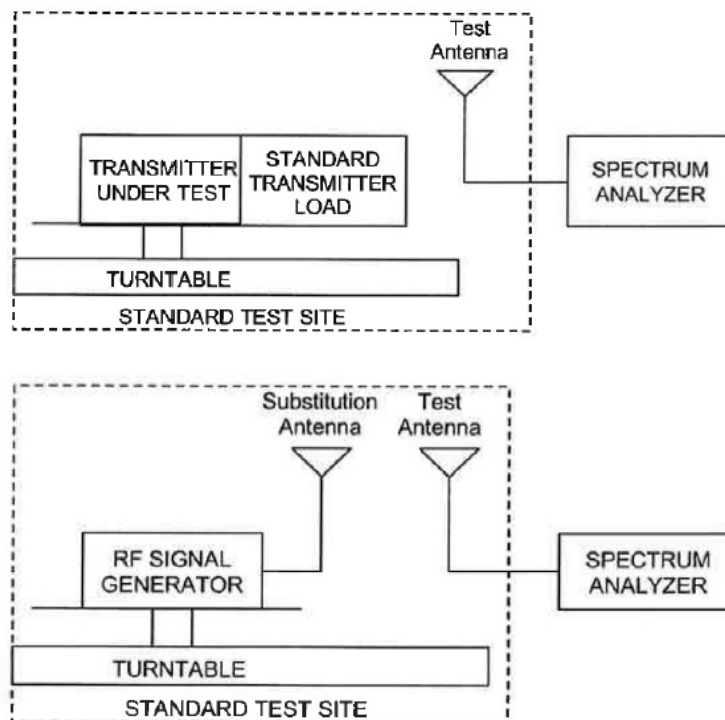 Test
Antenna
TRANSMITTER
UNDER TEST
STANDARD
TRANSMITTER
LOAD
SPECTRUM
ANALYZER
TURNTABLE
STANDARD TEST SITE
Substitution
Antenna
Test
Antenna
RF SIGNAL
GENERATOR
SPECTRUM
ANALYZER
TURNTABLE
STANDARD TEST SITE